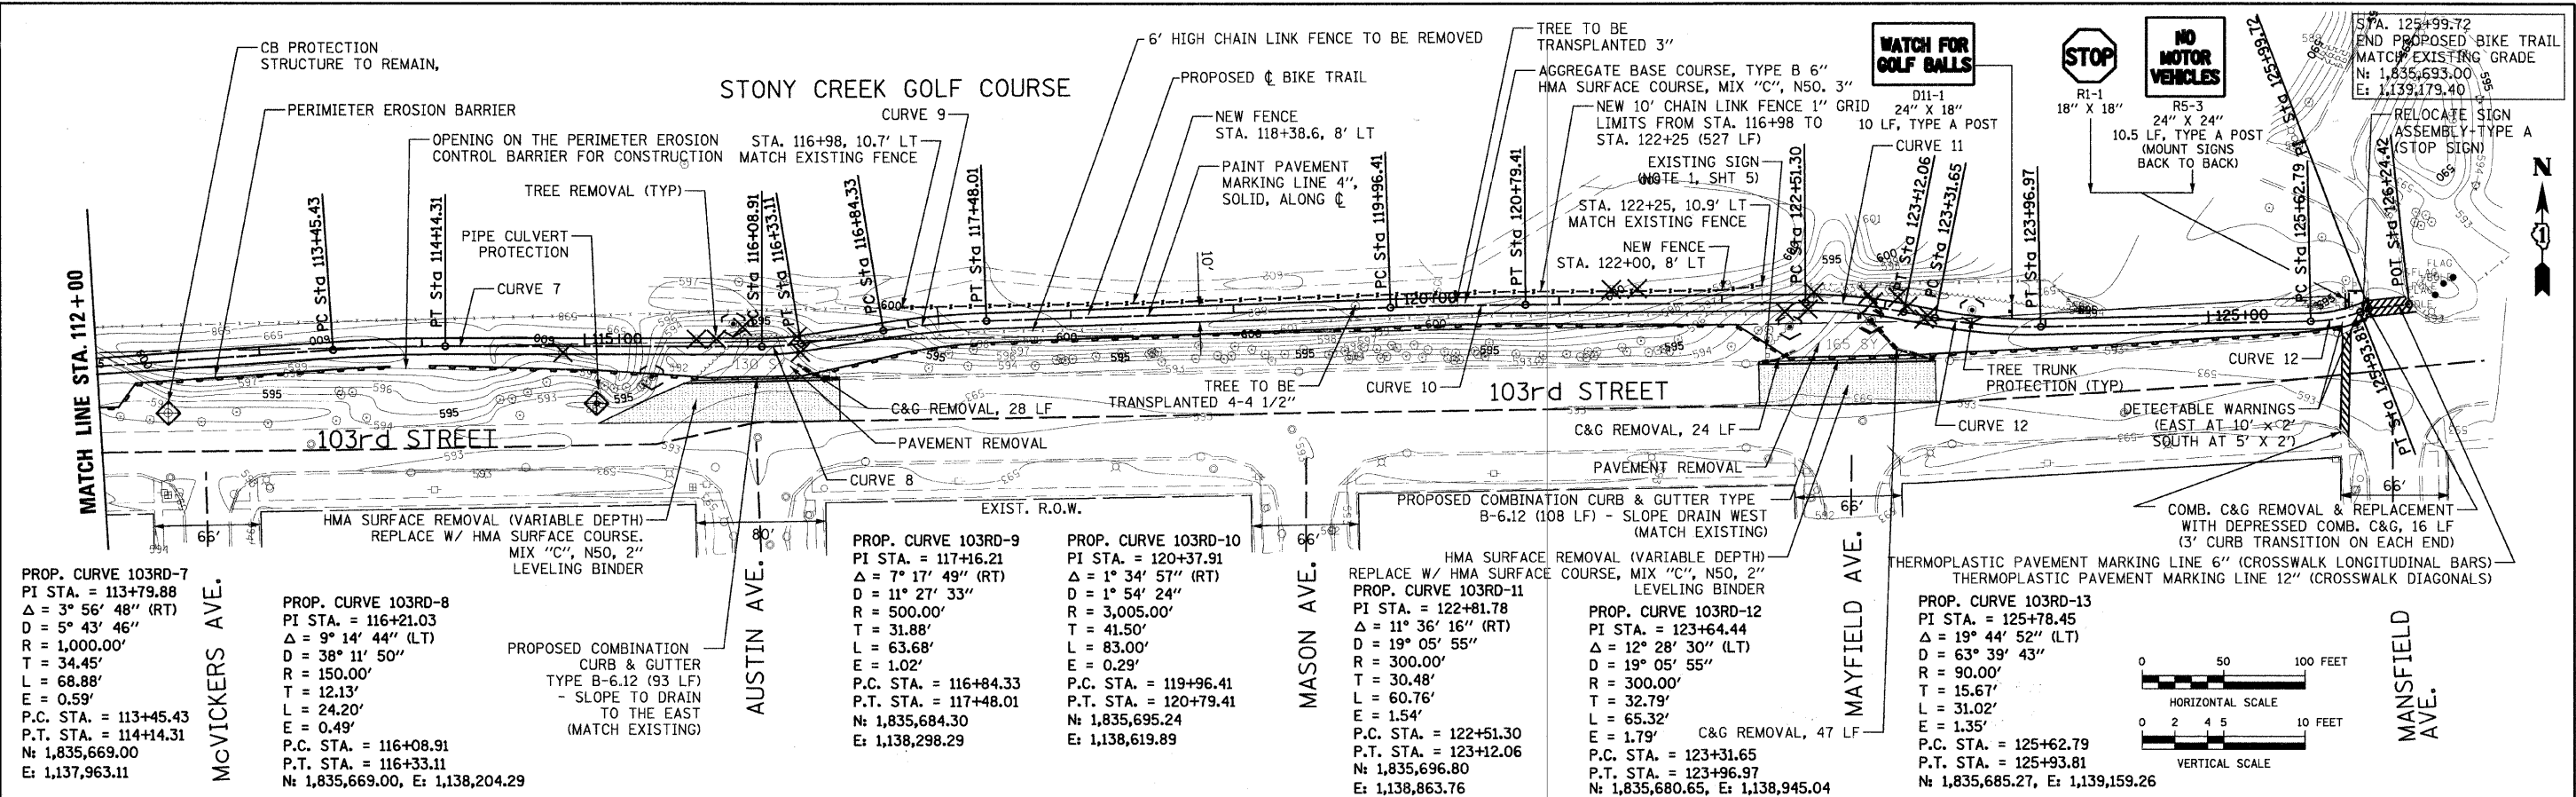 CB PROTECTION
STRUCTURE TO REMAIN,
PERIMIETER EROSION BARRIER
OPENING ON THE PERIMETER EROSION
CONTROL BARRIER FOR CONSTRUCTION
TREE REMOVAL (TYP)
PIPE CULVERT
PROTECTION
CURVE 7
STONY CREEK GOLF COURSE
CURVE 9
STA. 116+98, 10.7' LT
MATCH EXISTING FENCE
6' HIGH CHAIN LINK FENCE TO BE REMOVED
PROPOSED ℄ BIKE TRAIL
NEW FENCE
STA. 118+38.6, 8' LT
PAINT PAVEMENT
MARKING LINE 4",
SOLID, ALONG ℄
TREE TO BE
TRANSPLANTED 3"
AGGREGATE BASE COURSE, TYPE B 6"
HMA SURFACE COURSE, MIX "C", N50. 3"
NEW 10' CHAIN LINK FENCE 1" GRID
LIMITS FROM STA. 116+98 TO
STA. 122+25 (527 LF)
EXISTING SIGN
(NOTE 1, SHT 5)
STA. 122+25, 10.9' LT
MATCH EXISTING FENCE
NEW FENCE
STA. 122+00, 8' LT
WATCH FOR
GOLF BALLS
D11-1
24" X 18"
10 LF, TYPE A POST
CURVE 11
STOP
R1-1
18" X 18"
NO
MOTOR
VEHICLES
R5-3
24" X 24"
10.5 LF, TYPE A POST
(MOUNT SIGNS
BACK TO BACK)
STA. 125+99.72
END PROPOSED BIKE TRAIL
MATCH EXISTING GRADE
N: 1,835,693.00
E: 1,139,179.40
RELOCATE SIGN
ASSEMBLY-TYPE A
(STOP SIGN)
N
MATCH LINE STA. 112+00
PC Sta 113+45.43
PT Sta 114+14.31
PC Sta 116+08.91
PT Sta 116+33.11
PC Sta 116+84.33
PT Sta 117+48.01
PC Sta 119+96.41
PT Sta 120+79.41
PC Sta 122+51.30
PT Sta 123+12.06
PC Sta 123+31.65
PT Sta 123+96.97
PC Sta 125+62.79
PI Sta 125+99.72
POT Sta 126+24.42
PT Sta 125+93.81
115+00
120+00
125+00
10'
130 SY
165 SY
FLAG
103rd STREET
103rd STREET
TREE TO BE
TRANSPLANTED 4-4 1/2"
CURVE 10
C&G REMOVAL, 28 LF
PAVEMENT REMOVAL
CURVE 8
C&G REMOVAL, 24 LF
PAVEMENT REMOVAL
TREE TRUNK
PROTECTION (TYP)
CURVE 12
CURVE 12
DETECTABLE WARNINGS
(EAST AT 10' X 2'
SOUTH AT 5' X 2')
HMA SURFACE REMOVAL (VARIABLE DEPTH)
REPLACE W/ HMA SURFACE COURSE.
MIX "C", N50, 2"
LEVELING BINDER
EXIST. R.O.W.
66'
80'
66'
66'
66'
PROPOSED COMBINATION CURB & GUTTER TYPE
B-6.12 (108 LF) - SLOPE DRAIN WEST
(MATCH EXISTING)
HMA SURFACE REMOVAL (VARIABLE DEPTH)
REPLACE W/ HMA SURFACE COURSE, MIX "C", N50, 2"
LEVELING BINDER
COMB. C&G REMOVAL & REPLACEMENT
WITH DEPRESSED COMB. C&G, 16 LF
(3' CURB TRANSITION ON EACH END)
THERMOPLASTIC PAVEMENT MARKING LINE 6" (CROSSWALK LONGITUDINAL BARS)
THERMOPLASTIC PAVEMENT MARKING LINE 12" (CROSSWALK DIAGONALS)
PROP. CURVE 103RD-7
PI STA. = 113+79.88
Δ = 3° 56' 48" (RT)
D = 5° 43' 46"
R = 1,000.00'
T = 34.45'
L = 68.88'
E = 0.59'
P.C. STA. = 113+45.43
P.T. STA. = 114+14.31
N: 1,835,669.00
E: 1,137,963.11
McVICKERS AVE.
PROP. CURVE 103RD-8
PI STA. = 116+21.03
Δ = 9° 14' 44" (LT)
D = 38° 11' 50"
R = 150.00'
T = 12.13'
L = 24.20'
E = 0.49'
P.C. STA. = 116+08.91
P.T. STA. = 116+33.11
N: 1,835,669.00, E: 1,138,204.29
PROPOSED COMBINATION
CURB & GUTTER
TYPE B-6.12 (93 LF)
- SLOPE TO DRAIN
TO THE EAST
(MATCH EXISTING)
AUSTIN AVE.
PROP. CURVE 103RD-9
PI STA. = 117+16.21
Δ = 7° 17' 49" (RT)
D = 11° 27' 33"
R = 500.00'
T = 31.88'
L = 63.68'
E = 1.02'
P.C. STA. = 116+84.33
P.T. STA. = 117+48.01
N: 1,835,684.30
E: 1,138,298.29
PROP. CURVE 103RD-10
PI STA. = 120+37.91
Δ = 1° 34' 57" (RT)
D = 1° 54' 24"
R = 3,005.00'
T = 41.50'
L = 83.00'
E = 0.29'
P.C. STA. = 119+96.41
P.T. STA. = 120+79.41
N: 1,835,695.24
E: 1,138,619.89
MASON AVE.
PROP. CURVE 103RD-11
PI STA. = 122+81.78
Δ = 11° 36' 16" (RT)
D = 19° 05' 55"
R = 300.00'
T = 30.48'
L = 60.76'
E = 1.54'
P.C. STA. = 122+51.30
P.T. STA. = 123+12.06
N: 1,835,696.80
E: 1,138,863.76
PROP. CURVE 103RD-12
PI STA. = 123+64.44
Δ = 12° 28' 30" (LT)
D = 19° 05' 55"
R = 300.00'
T = 32.79'
L = 65.32'
E = 1.79'
P.C. STA. = 123+31.65
P.T. STA. = 123+96.97
N: 1,835,680.65, E: 1,138,945.04
C&G REMOVAL, 47 LF
MAYFIELD AVE.
PROP. CURVE 103RD-13
PI STA. = 125+78.45
Δ = 19° 44' 52" (LT)
D = 63° 39' 43"
R = 90.00'
T = 15.67'
L = 31.02'
E = 1.35'
P.C. STA. = 125+62.79
P.T. STA. = 125+93.81
N: 1,835,685.27, E: 1,139,159.26
0 50 100 FEET
HORIZONTAL SCALE
0 2 4 5 10 FEET
VERTICAL SCALE
MANSFIELD
AVE.